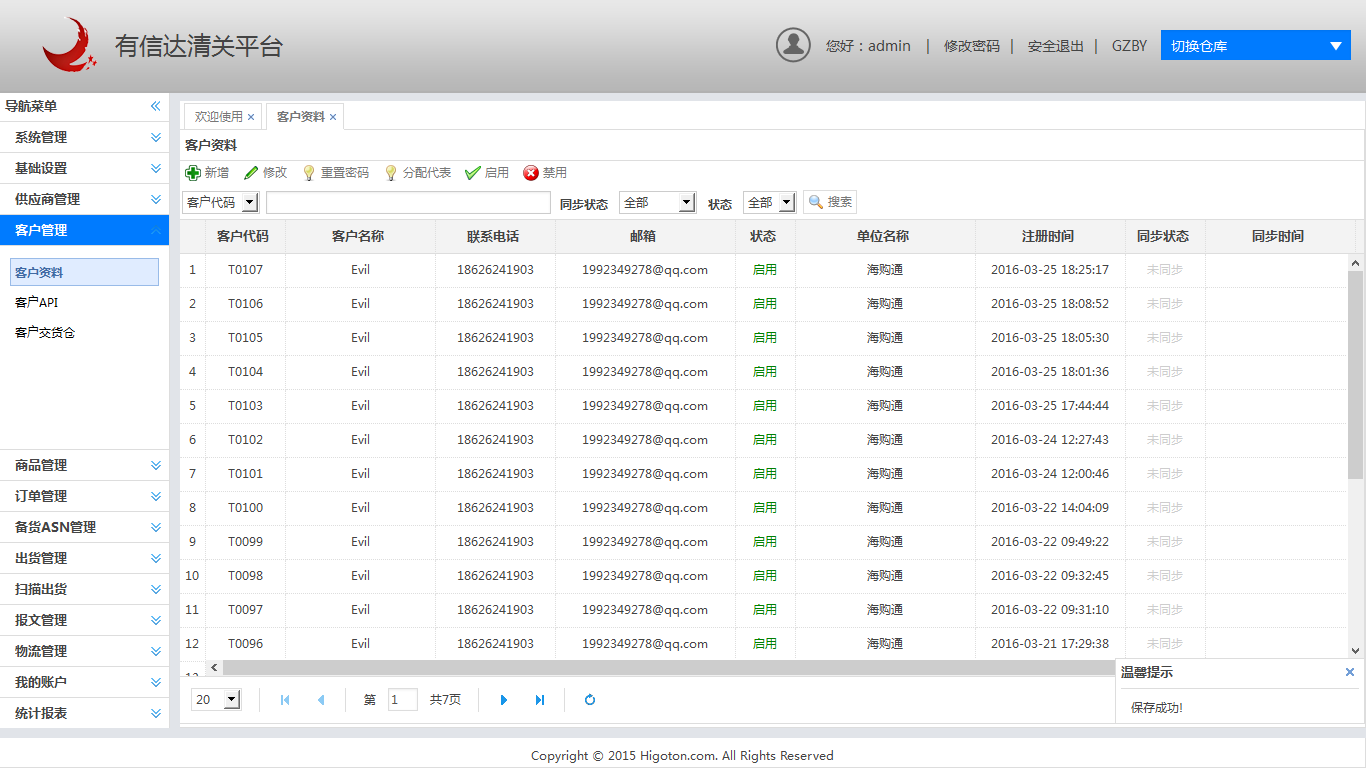 有信达清关平台
您好：admin | 修改密码 | 安全退出 | GZBY 切换仓库
导航菜单
系统管理
基础设置
供应商管理
客户管理
客户资料
客户API
客户交货仓
商品管理
订单管理
备货ASN管理
出货管理
扫描出货
报文管理
物流管理
我的账户
统计报表
欢迎使用 × 客户资料 ×
客户资料
新增 修改 重置密码 分配代表 启用 禁用
客户代码 同步状态 全部 状态 全部 搜索
客户代码 客户名称 联系电话 邮箱 状态 单位名称 注册时间 同步状态 同步时间
1 T0107 Evil 18626241903 1992349278@qq.com 启用 海购通 2016-03-25 18:25:17 未同步
2 T0106 Evil 18626241903 1992349278@qq.com 启用 海购通 2016-03-25 18:08:52 未同步
3 T0105 Evil 18626241903 1992349278@qq.com 启用 海购通 2016-03-25 18:05:30 未同步
4 T0104 Evil 18626241903 1992349278@qq.com 启用 海购通 2016-03-25 18:01:36 未同步
5 T0103 Evil 18626241903 1992349278@qq.com 启用 海购通 2016-03-25 17:44:44 未同步
6 T0102 Evil 18626241903 1992349278@qq.com 启用 海购通 2016-03-24 12:27:43 未同步
7 T0101 Evil 18626241903 1992349278@qq.com 启用 海购通 2016-03-24 12:00:46 未同步
8 T0100 Evil 18626241903 1992349278@qq.com 启用 海购通 2016-03-22 14:04:09 未同步
9 T0099 Evil 18626241903 1992349278@qq.com 启用 海购通 2016-03-22 09:49:22 未同步
10 T0098 Evil 18626241903 1992349278@qq.com 启用 海购通 2016-03-22 09:32:45 未同步
11 T0097 Evil 18626241903 1992349278@qq.com 启用 海购通 2016-03-22 09:31:10 未同步
12 T0096 Evil 18626241903 1992349278@qq.com 启用 海购通 2016-03-21 17:29:38 未同步
20 第 1 共7页
温馨提示 ×
保存成功!
Copyright © 2015 Higoton.com. All Rights Reserved